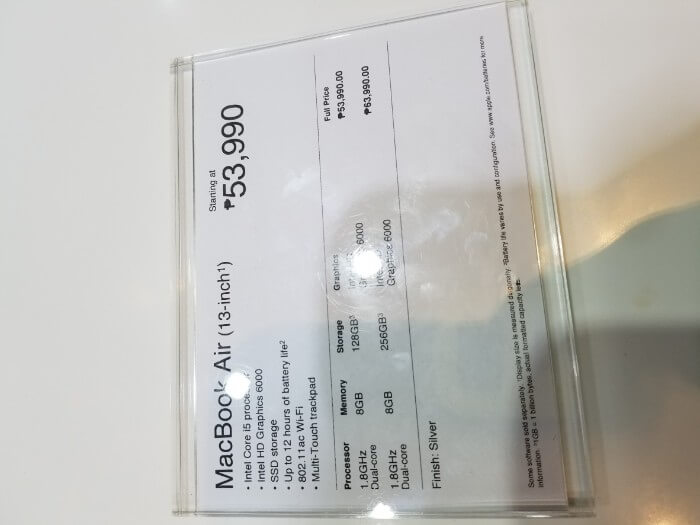 MacBook Air (13-inch¹)
Starting at
₱53,990
• Intel Core i5
• Intel HD Graphics 6000
• SSD storage
• Up to 12 hours of battery life²
• 802.11ac Wi-Fi
• Multi-Touch trackpad
Processor Memory Storage Graphics Full Price
1.8GHz 8GB 128GB³ ₱53,990.00
Dual-core 6000
1.8GHz 8GB 256GB³ ₱63,990.00
Dual-core Graphics 6000
Finish: Silver
Some software sold separately. ¹Display size is measured diagonally. ²Battery life varies by use and configuration. See www.apple.com/batteries for more
information. ³1GB = 1 billion bytes; actual formatted capacity less.